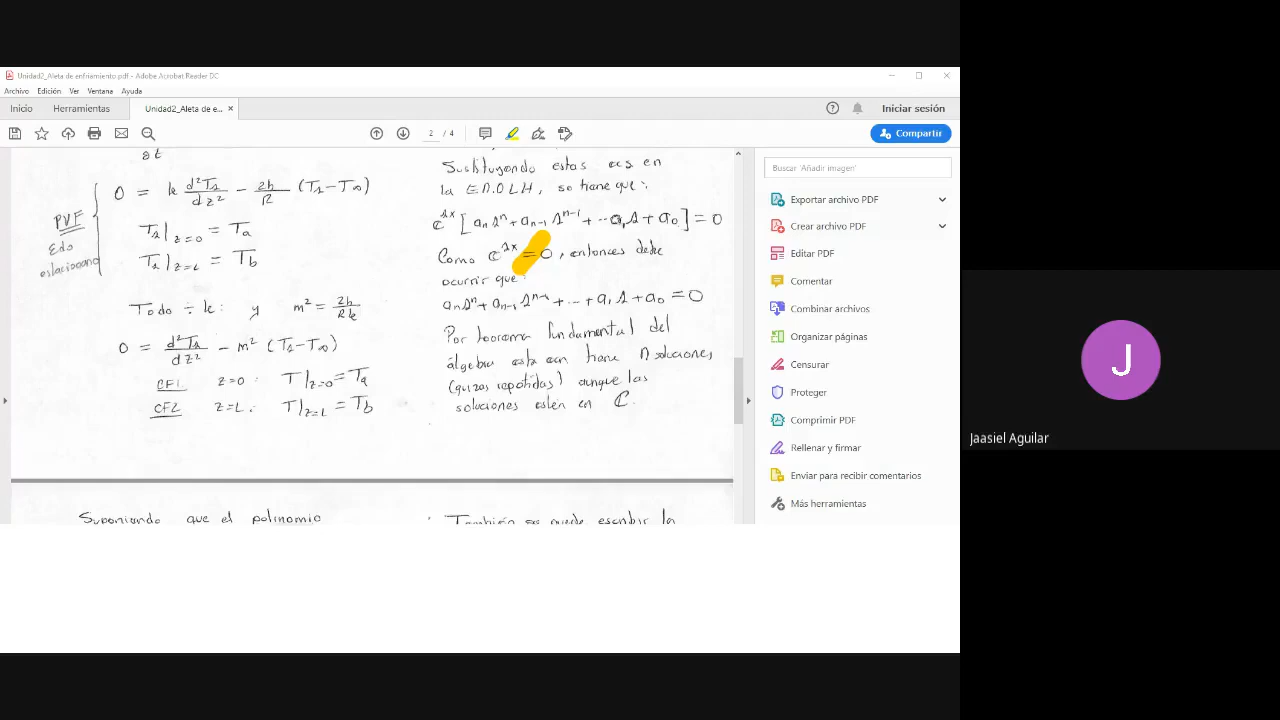 Unidad2_Aleta de enfriamiento.pdf - Adobe Acrobat Reader DC
Archivo Edición Ver Ventana Ayuda
Inicio Herramientas Unidad2_Aleta de e... × Iniciar sesión
2 / 4 Compartir
∂t
PVF
Edo
estacionario
0 = k d²T₁/dz² - 2h/R (T₁-T∞)
T₁|z=0 = Ta
T₁|z=L = Tb
Todo ÷ k: y m² = 2h/Rk
0 = d²T₁/dz² - m² (T₁-T∞)
CF1 z=0: T|z=0 = Ta
CF2 z=L: T|z=L = Tb
Sustituyendo estas ecs en
la E.D.O.L.H, se tiene que:
e^λx [aₙλⁿ + aₙ₋₁λⁿ⁻¹ + ... a₁λ + a₀] = 0
Como e^λx = 0, entonces debe
ocurrir que:
aₙλⁿ + aₙ₋₁λⁿ⁻¹ + ... + a₁λ + a₀ = 0
Por teorema fundamental del
álgebra esta ecn tiene n soluciones
(quizas repetidas) aunque las
soluciones estén en ℂ.
Suponiendo que el polinomio
También se puede escribir la
Buscar 'Añadir imagen'
Exportar archivo PDF
Crear archivo PDF
Editar PDF
Comentar
Combinar archivos
Organizar páginas
Censurar
Proteger
Comprimir PDF
Rellenar y firmar
Enviar para recibir comentarios
Más herramientas
J
Jaasiel Aguilar